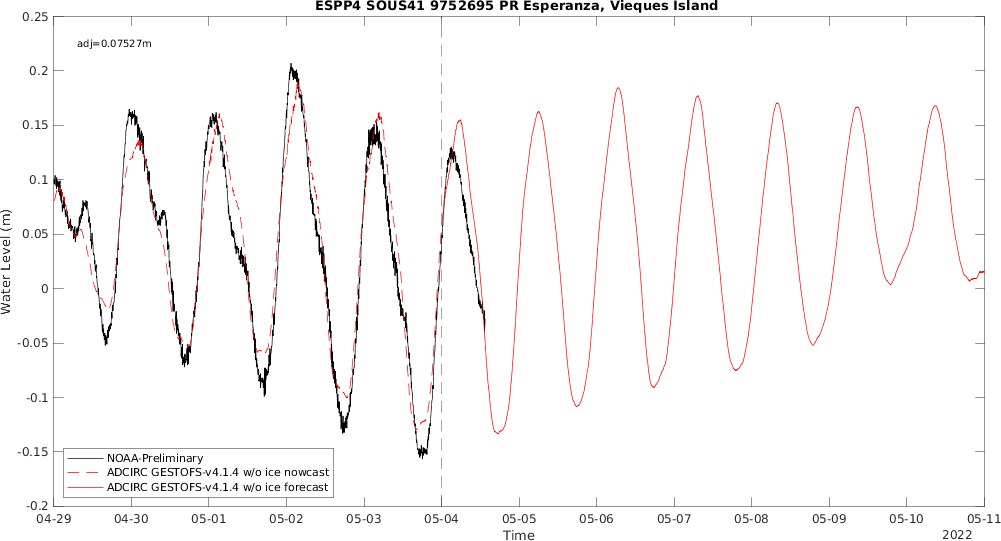 ESPP4 SOUS41 9752695 PR Esperanza, Vieques Island
adj=0.07527m
0.25
0.2
0.15
0.1
0.05
0
-0.05
-0.1
-0.15
-0.2
Water Level (m)
NOAA-Preliminary
ADCIRC GESTOFS-v4.1.4 w/o ice nowcast
ADCIRC GESTOFS-v4.1.4 w/o ice forecast
04-29 04-30 05-01 05-02 05-03 05-04 05-05 05-06 05-07 05-08 05-09 05-10 05-11
Time
2022